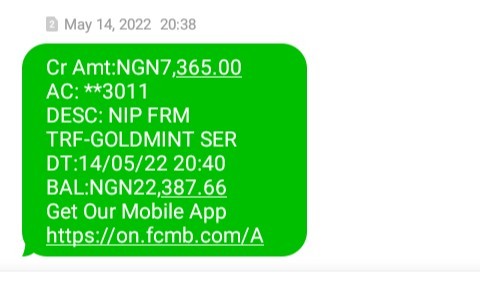 2 May 14, 2022 20:38
Cr Amt:NGN7,365.00
AC: **3011
DESC: NIP FRM
TRF-GOLDMINT SER
DT:14/05/22 20:40
BAL:NGN22,387.66
Get Our Mobile App
https://on.fcmb.com/A